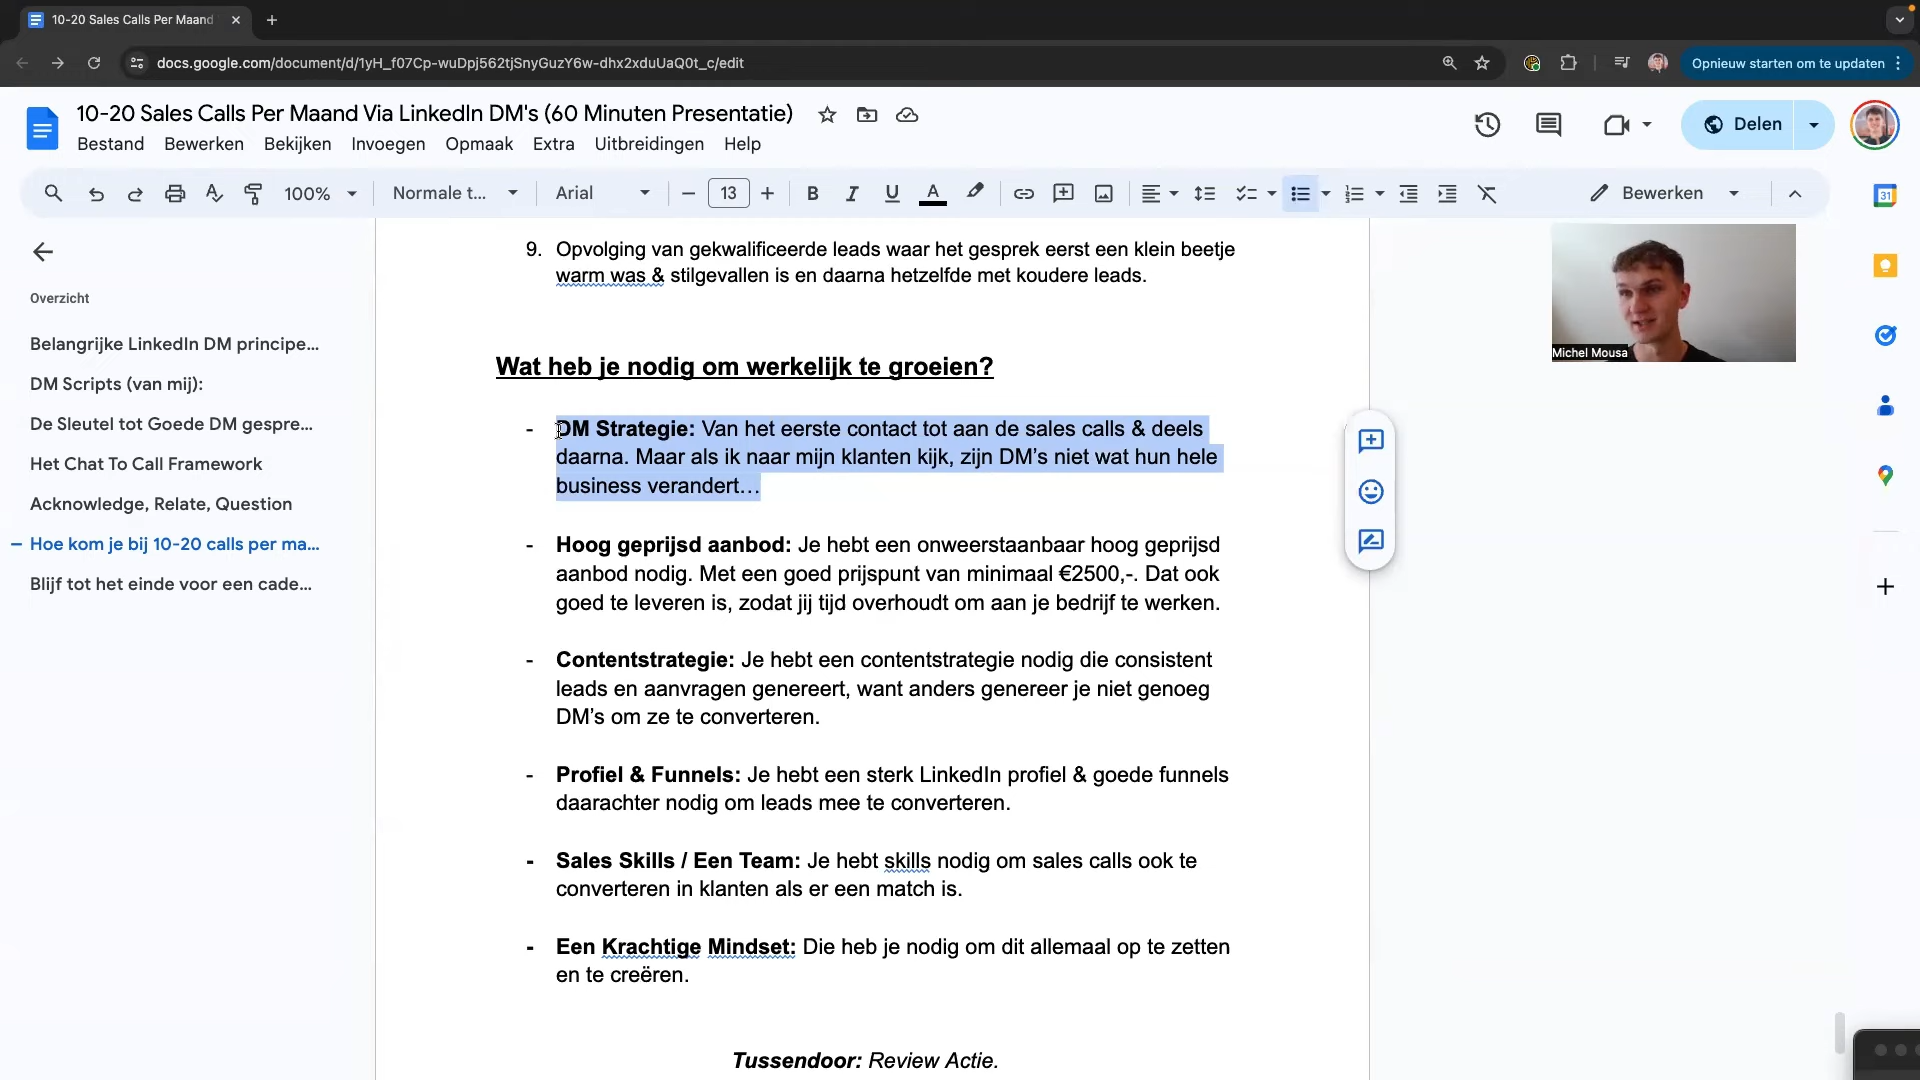 10-20 Sales Calls Per Maand
docs.google.com/document/d/1yH_f07Cp-wuDpj562tjSnyGuzY6w-dhx2xduUaQ0t_c/edit
Opnieuw starten om te updaten
10-20 Sales Calls Per Maand Via LinkedIn DM's (60 Minuten Presentatie)
Bestand Bewerken Bekijken Invoegen Opmaak Extra Uitbreidingen Help
Delen
100% Normale t... Arial 13 Bewerken
31
Overzicht
Belangrijke LinkedIn DM principe...
DM Scripts (van mij):
De Sleutel tot Goede DM gespre...
Het Chat To Call Framework
Acknowledge, Relate, Question
Hoe kom je bij 10-20 calls per ma...
Blijf tot het einde voor een cade...
9. Opvolging van gekwalificeerde leads waar het gesprek eerst een klein beetje
warm was & stilgevallen is en daarna hetzelfde met koudere leads.
Wat heb je nodig om werkelijk te groeien?
- DM Strategie: Van het eerste contact tot aan de sales calls & deels
daarna. Maar als ik naar mijn klanten kijk, zijn DM's niet wat hun hele
business verandert…
- Hoog geprijsd aanbod: Je hebt een onweerstaanbaar hoog geprijsd
aanbod nodig. Met een goed prijspunt van minimaal €2500,-. Dat ook
goed te leveren is, zodat jij tijd overhoudt om aan je bedrijf te werken.
- Contentstrategie: Je hebt een contentstrategie nodig die consistent
leads en aanvragen genereert, want anders genereer je niet genoeg
DM's om ze te converteren.
- Profiel & Funnels: Je hebt een sterk LinkedIn profiel & goede funnels
daarachter nodig om leads mee te converteren.
- Sales Skills / Een Team: Je hebt skills nodig om sales calls ook te
converteren in klanten als er een match is.
- Een Krachtige Mindset: Die heb je nodig om dit allemaal op te zetten
en te creëren.
Tussendoor: Review Actie.
Michel Mousa